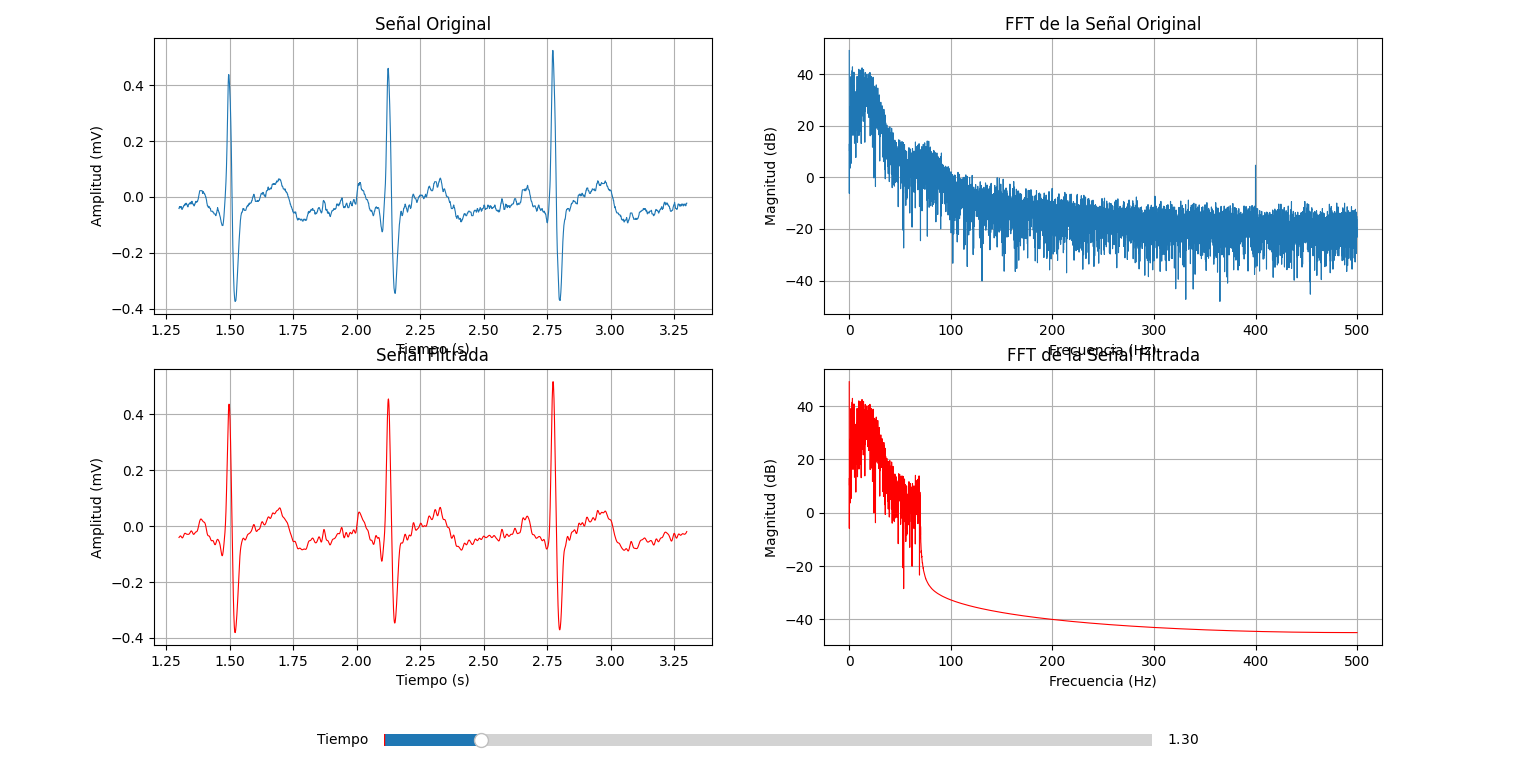 Señal Original
FFT de la Señal Original
Amplitud (mV)
0.4
0.2
0.0
−0.2
−0.4
1.25 1.50 1.75 2.00 2.25 2.50 2.75 3.00 3.25
Tiempo (s)
Magnitud (dB)
40
20
0
−20
−40
0 100 200 300 400 500
Frecuencia (Hz)
Señal Filtrada
FFT de la Señal Filtrada
Amplitud (mV)
0.4
0.2
0.0
−0.2
−0.4
1.25 1.50 1.75 2.00 2.25 2.50 2.75 3.00 3.25
Tiempo (s)
Magnitud (dB)
40
20
0
−20
−40
0 100 200 300 400 500
Frecuencia (Hz)
Tiempo 1.30